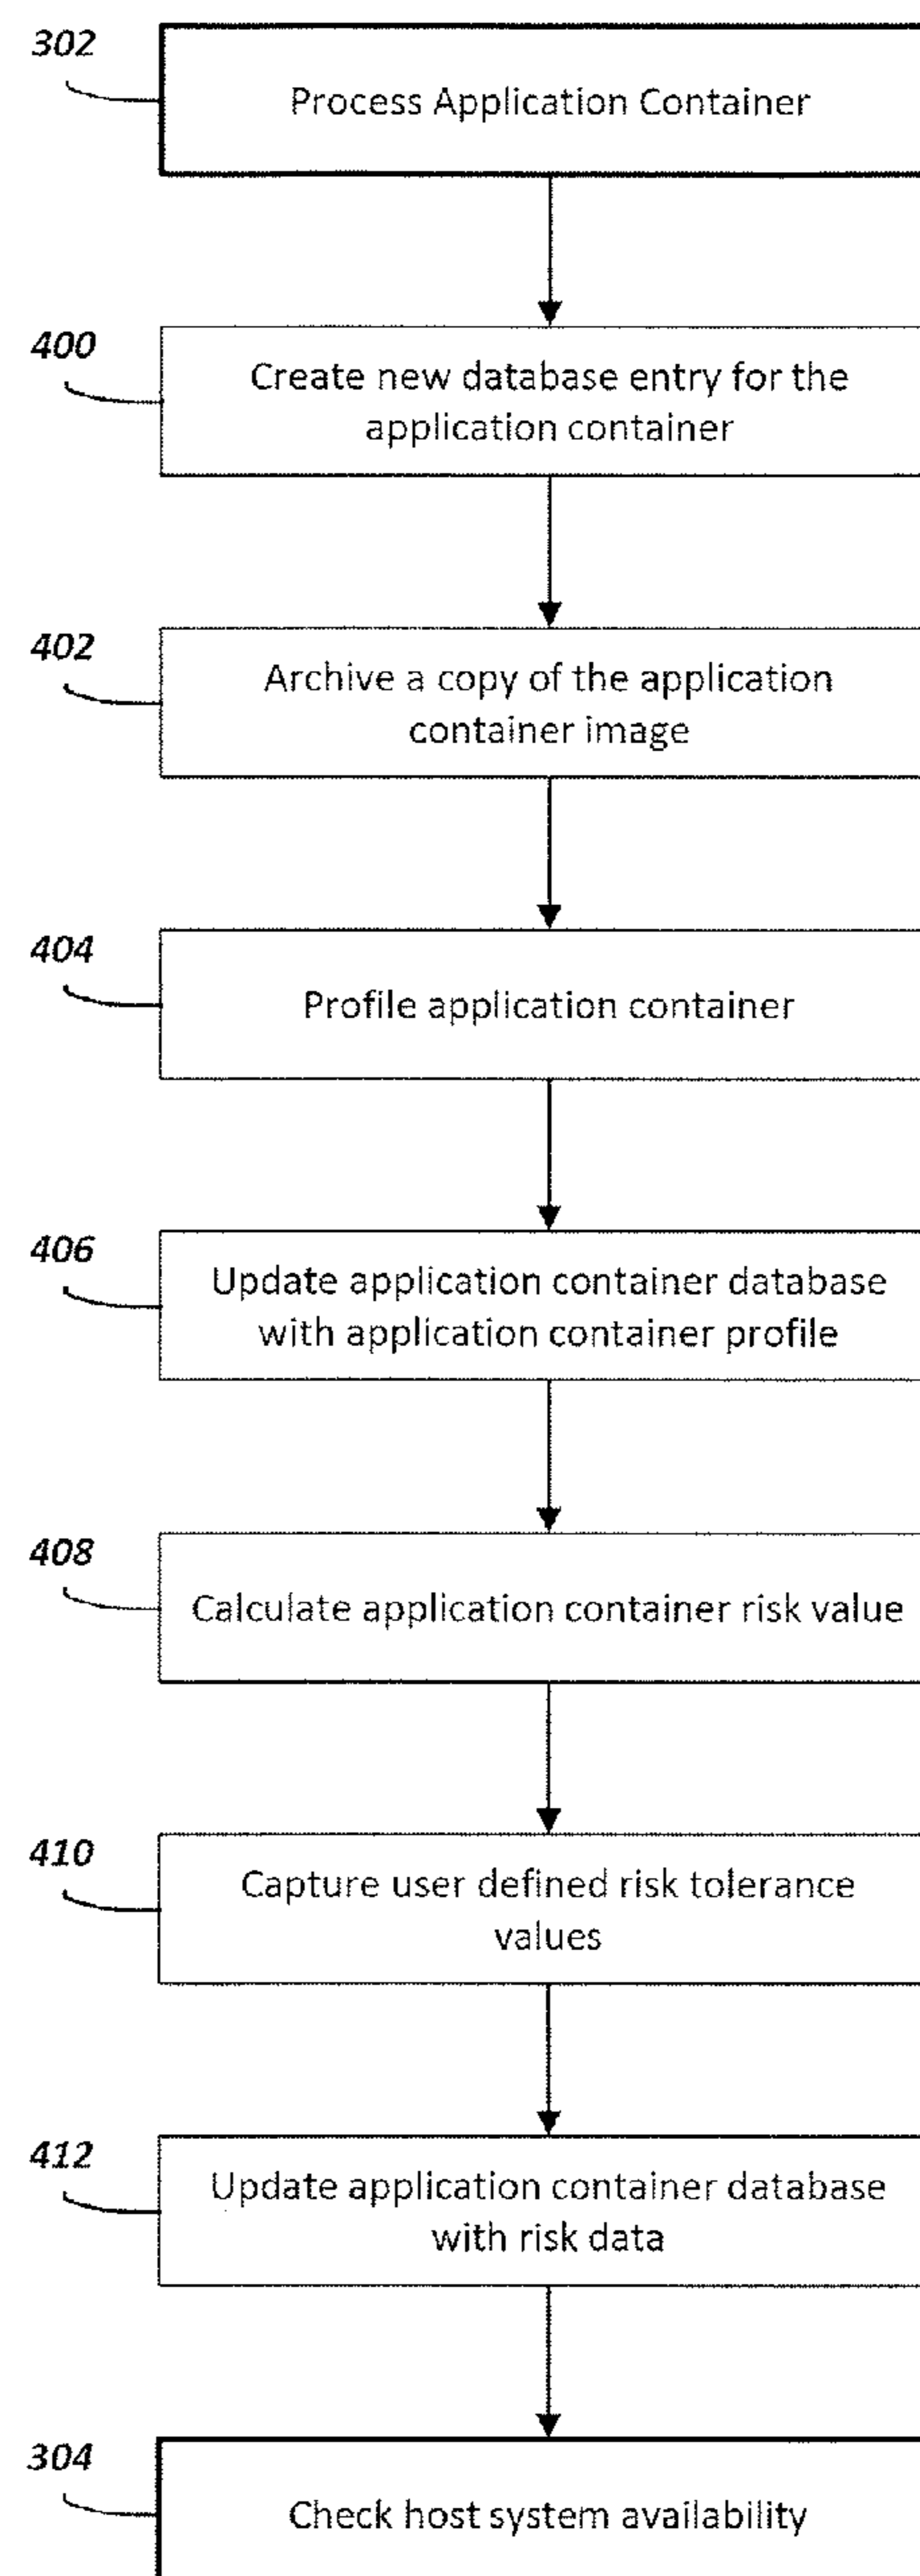 302
Process Application Container
400
Create new database entry for the
application container
402
Archive a copy of the application
container image
404
Profile application container
406
Update application container database
with application container profile
408
Calculate application container risk value
410
Capture user defined risk tolerance
values
412
Update application container database
with risk data
304
Check host system availability